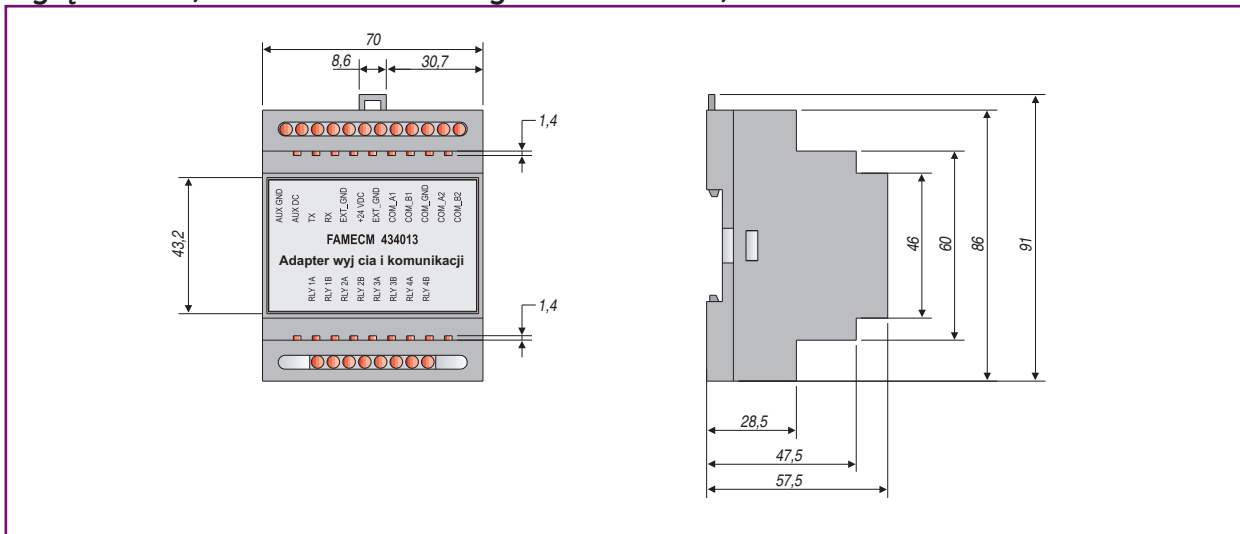 70
8,6 30,7
1,4
43,2
AUX GND
AUX DC
TX
RX
EXT_GND
+24 VDC
EXT_GND
COM_A1
COM_B1
COM_GND
COM_A2
COM_B2
FAMECM 434013
Adapter wyj cia i komunikacji
RLY 1A
RLY 1B
RLY 2A
RLY 2B
RLY 3A
RLY 3B
RLY 4A
RLY 4B
1,4
46
60
86
91
28,5
47,5
57,5